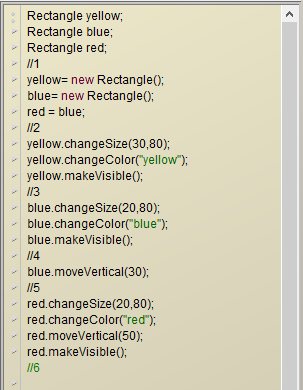 Rectangle yellow;
Rectangle blue;
Rectangle red;
//1
yellow= new Rectangle();
blue= new Rectangle();
red = blue;
//2
yellow.changeSize(30,80);
yellow.changeColor("yellow");
yellow.makeVisible();
//3
blue.changeSize(20,80);
blue.changeColor("blue");
blue.makeVisible();
//4
blue.moveVertical(30);
//5
red.changeSize(20,80);
red.changeColor("red");
red.moveVertical(50);
red.makeVisible();
//6